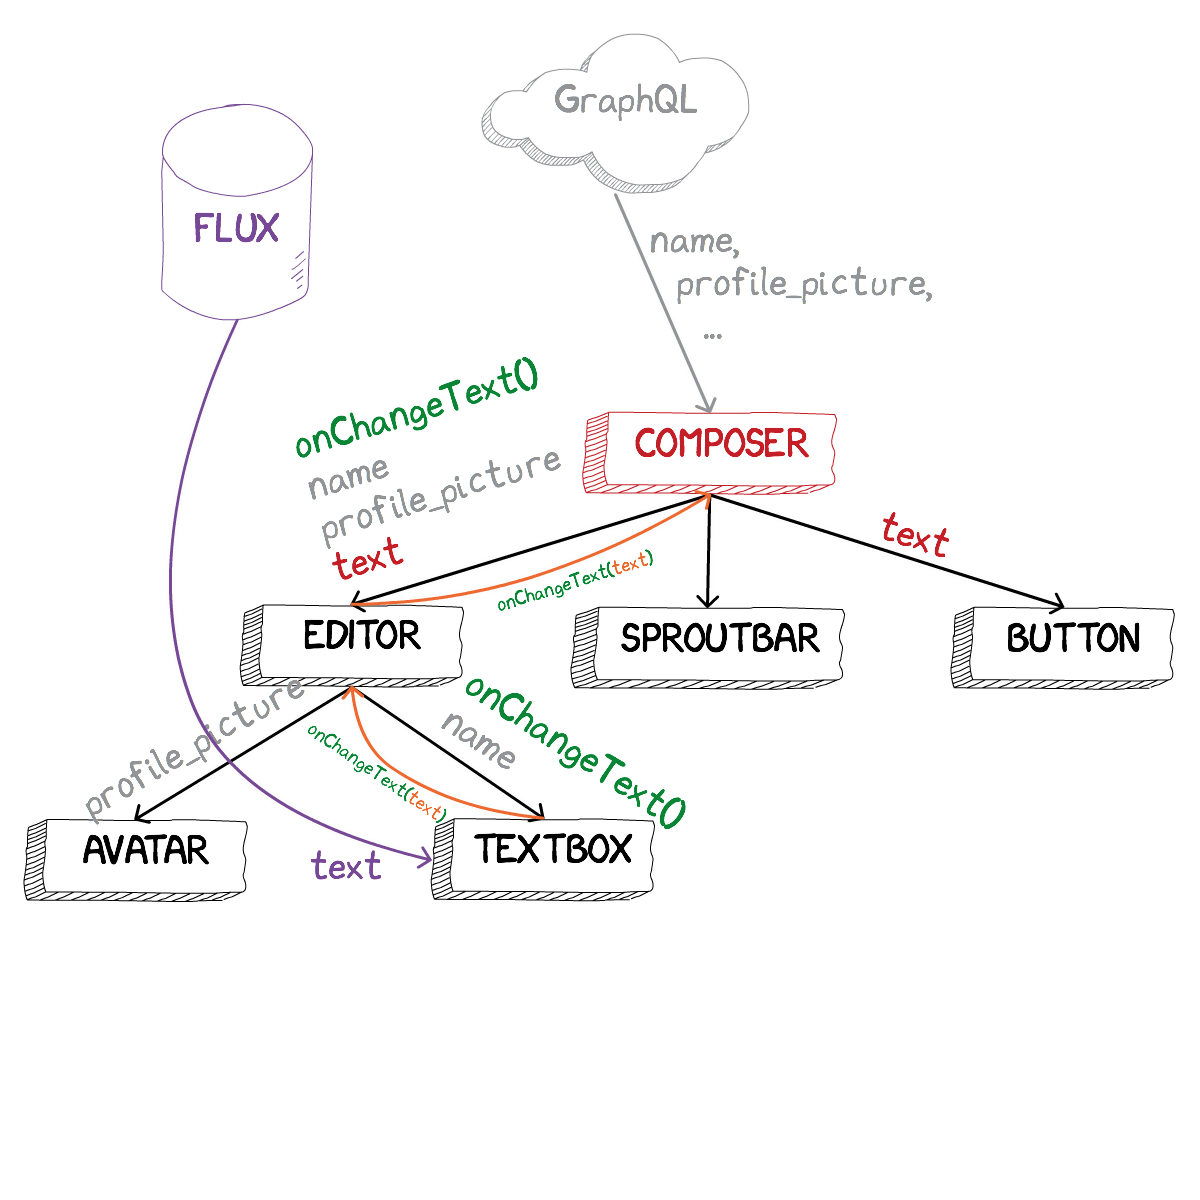 GraphQL
FLUX
name,
profile_picture,
...
onChangeText()
name
profile_picture
text
COMPOSER
text
onChangeText(text)
EDITOR
SPROUTBAR
BUTTON
profile_picture
onChangeText(text)
name
onChangeText()
AVATAR
text
TEXTBOX